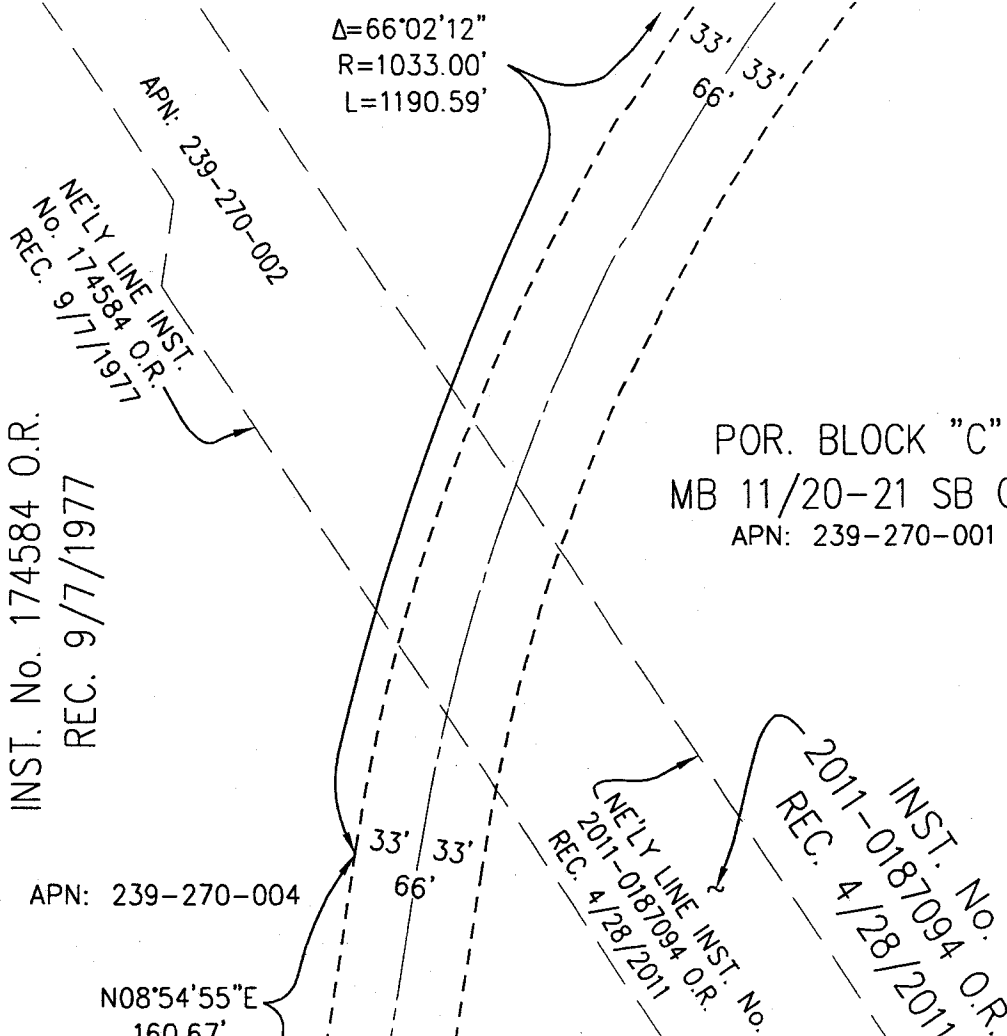 Δ=66°02'12"
R=1033.00'
L=1190.59'
33'
33'
66'
APN: 239-270-002
NE'LY LINE INST.
No. 174584 O.R.
REC. 9/7/1977
INST. No. 174584 O.R.
REC. 9/7/1977
POR. BLOCK "C"
MB 11/20-21 SB
APN: 239-270-001
33'
33'
66'
APN: 239-270-004
N08°54'55"E
160.67'
NE'LY LINE INST. No.
2011-0187094 O.R.
REC. 4/28/2011
INST. No.
2011-0187094 O.R.
REC. 4/28/2011